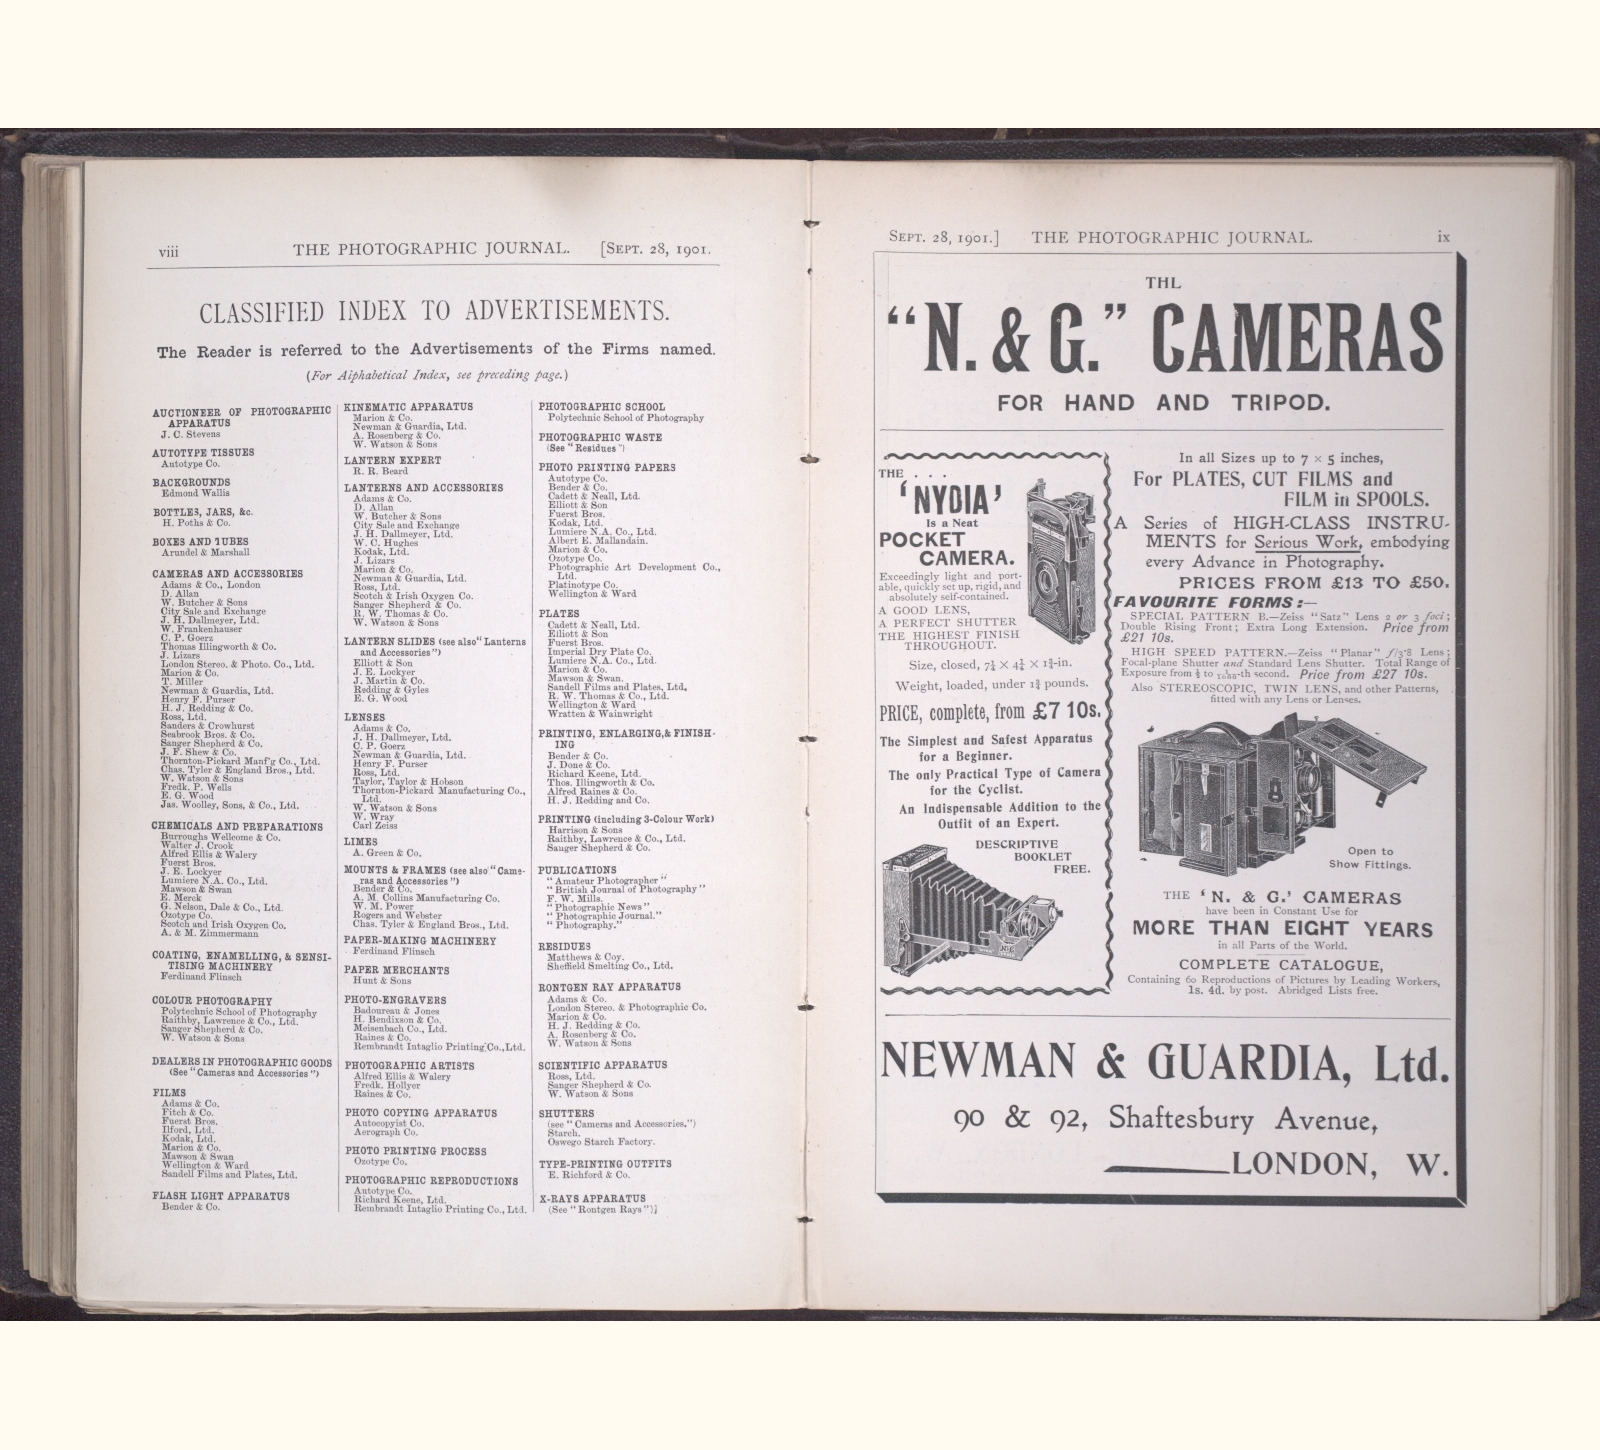 viii
THE PHOTOGRAPHIC JOURNAL.
[SEPT. 28, 1901.
CLASSIFIED INDEX TO ADVERTISEMENTS.
The Reader is referred to the Advertisements of the Firms named.
(For Alphabetical Index, see preceding page.)
AUCTIONEER OF PHOTOGRAPHIC
APPARATUS
J. C. Stevens
AUTOTYPE TISSUES
Autotype Co.
BACKGROUNDS
Edmond Wallis
BOTTLES, JARS, &c.
H. Poths & Co.
BOXES AND TUBES
Arundel & Marshall
CAMERAS AND ACCESSORIES
Adams & Co., London
D. Allan
W. Butcher & Sons
City Sale and Exchange
J. H. Dallmeyer, Ltd.
W. Frankenhauser
C. P. Goerz
Thomas Illingworth & Co.
J. Lizars
London Stereo. & Photo. Co., Ltd.
Marion & Co.
T. Miller
Newman & Guardia, Ltd.
Henry F. Purser
H. J. Redding & Co.
Ross, Ltd.
Sanders & Crowhurst
Seabrook Bros. & Co.
Sanger Shepherd & Co.
J. F. Shew & Co.
Thornton-Pickard Manf'g Co., Ltd.
Chas. Tyler & England Bros., Ltd.
W. Watson & Sons
Fredk. P. Wells
E. G. Wood
Jas. Woolley, Sons, & Co., Ltd.
CHEMICALS AND PREPARATIONS
Burroughs Wellcome & Co.
Walter J. Crook
Alfred Ellis & Walery
Fuerst Bros.
J. E. Lockyer
Lumiere N.A. Co., Ltd.
Mawson & Swan
E. Merck
G. Nelson, Dale & Co., Ltd.
Ozotype Co.
Scotch and Irish Oxygen Co.
A. & M. Zimmermann
COATING, ENAMELLING, & SENSI-
TISING MACHINERY
Ferdinand Flinsch
COLOUR PHOTOGRAPHY
Polytechnic School of Photography
Raithby, Lawrence & Co., Ltd.
Sanger Shepherd & Co.
W. Watson & Sons
DEALERS IN PHOTOGRAPHIC GOODS
(See "Cameras and Accessories")
FILMS
Adams & Co.
Fitch & Co.
Fuerst Bros.
Ilford, Ltd.
Kodak, Ltd.
Marion & Co.
Mawson & Swan
Wellington & Ward
Sandell Films and Plates, Ltd.
FLASH LIGHT APPARATUS
Bender & Co.
KINEMATIC APPARATUS
Marion & Co.
Newman & Guardia, Ltd.
A. Rosenberg & Co.
W. Watson & Sons
LANTERN EXPERT
R. R. Beard
LANTERNS AND ACCESSORIES
Adams & Co.
D. Allan
W. Butcher & Sons
City Sale and Exchange
J. H. Dallmeyer, Ltd.
W. C. Hughes
Kodak, Ltd.
J. Lizars
Marion & Co.
Newman & Guardia, Ltd.
Ross, Ltd.
Scotch & Irish Oxygen Co.
Sanger Shepherd & Co.
R. W. Thomas & Co.
W. Watson & Sons
LANTERN SLIDES (see also "Lanterns
and Accessories")
Elliott & Son
J. E. Lockyer
J. Martin & Co.
Redding & Gyles
E. G. Wood
LENSES
Adams & Co.
J. H. Dallmeyer, Ltd.
C. P. Goerz
Newman & Guardia, Ltd.
Henry F. Purser
Ross, Ltd.
Taylor, Taylor & Hobson
Thornton-Pickard Manufacturing Co.,
Ltd.
W. Watson & Sons
W. Wray
Carl Zeiss
LIMES
A. Green & Co.
MOUNTS & FRAMES (see also "Came-
ras and Accessories")
Bender & Co.
A. M. Collins Manufacturing Co.
W. M. Power
Rogers and Webster
Chas. Tyler & England Bros., Ltd.
PAPER-MAKING MACHINERY
Ferdinand Flinsch
PAPER MERCHANTS
Hunt & Sons
PHOTO-ENGRAVERS
Badoureau & Jones
H. Bendixson & Co.
Meisenbach Co., Ltd.
Raines & Co.
Rembrandt Intaglio Printing Co., Ltd.
PHOTOGRAPHIC ARTISTS
Alfred Ellis & Walery
Fredk. Hollyer
Raines & Co.
PHOTO COPYING APPARATUS
Autocopyist Co.
Aerograph Co.
PHOTO PRINTING PROCESS
Ozotype Co.
PHOTOGRAPHIC REPRODUCTIONS
Autotype Co.
Richard Keene, Ltd.
Rembrandt Intaglio Printing Co., Ltd.
PHOTOGRAPHIC SCHOOL
Polytechnic School of Photography
PHOTOGRAPHIC WASTE
(See "Residues")
PHOTO PRINTING PAPERS
Autotype Co.
Bender & Co.
Cadett & Neall, Ltd.
Elliott & Son
Fuerst Bros.
Kodak, Ltd.
Lumiere N.A. Co., Ltd.
Albert E. Mallandain.
Marion & Co.
Ozotype Co.
Photographic Art Development Co.,
Ltd.
Platinotype Co.
Wellington & Ward
PLATES
Cadett & Neall, Ltd.
Elliott & Son
Fuerst Bros.
Imperial Dry Plate Co.
Lumiere N.A. Co., Ltd.
Marion & Co.
Mawson & Swan.
Sandell Films and Plates, Ltd,
R. W. Thomas & Co., Ltd.
Wellington & Ward
Wratten & Wainwright
PRINTING, ENLARGING, & FINISH-
ING
Bender & Co.
J. Done & Co.
Richard Keene, Ltd.
Thos. Illingworth & Co.
Alfred Raines & Co.
H. J. Redding and Co.
PRINTING (including 3-Colour Work)
Harrison & Sons
Raithby, Lawrence & Co., Ltd.
Sanger Shepherd & Co.
PUBLICATIONS
"Amateur Photographer"
"British Journal of Photography"
F. W. Mills.
"Photographic News"
"Photographic Journal."
"Photography."
RESIDUES
Matthews & Coy.
Sheffield Smelting Co., Ltd.
RONTGEN RAY APPARATUS
Adams & Co.
London Stereo. & Photographic Co.
Marion & Co.
H. J. Redding & Co.
A. Rosenberg & Co.
W. Watson & Sons
SCIENTIFIC APPARATUS
Ross, Ltd.
Sanger Shepherd & Co.
W. Watson & Sons
SHUTTERS
(see "Cameras and Accessories,")
Starch.
Oswego Starch Factory.
TYPE-PRINTING OUTFITS
E. Richford & Co.
X-RAYS APPARATUS
(See "Rontgen Rays")]
SEPT. 28, 1901.]
THE PHOTOGRAPHIC JOURNAL.
ix
THE
"N. & G." CAMERAS
FOR HAND AND TRIPOD.
THE . . .
'NYDIA'
Is a Neat
POCKET
CAMERA.
Exceedingly light and port-
able, quickly set up, rigid, and
absolutely self-contained.
A GOOD LENS,
A PERFECT SHUTTER
THE HIGHEST FINISH
THROUGHOUT.
Size, closed, 7¼ × 4¼ × 1¾-in.
Weight, loaded, under 1¾ pounds.
PRICE, complete, from £7 10s.
The Simplest and Safest Apparatus
for a Beginner.
The only Practical Type of Camera
for the Cyclist.
An Indispensable Addition to the
Outfit of an Expert.
DESCRIPTIVE
BOOKLET
FREE.
In all Sizes up to 7 × 5 inches,
For PLATES, CUT FILMS and
FILM in SPOOLS.
A Series of HIGH-CLASS INSTRU-
MENTS for Serious Work, embodying
every Advance in Photography.
PRICES FROM £13 TO £50.
FAVOURITE FORMS:—
SPECIAL PATTERN B.—Zeiss "Satz" Lens 2 or 3 foci;
Double Rising Front; Extra Long Extension. Price from
£21 10s.
HIGH SPEED PATTERN.—Zeiss "Planar" f/3·8 Lens;
Focal-plane Shutter and Standard Lens Shutter. Total Range of
Exposure from ½ to 1/1000-th second. Price from £27 10s.
Also STEREOSCOPIC, TWIN LENS, and other Patterns,
fitted with any Lens or Lenses.
Open to
Show Fittings.
THE 'N. & G.' CAMERAS
have been in Constant Use for
MORE THAN EIGHT YEARS
in all Parts of the World.
COMPLETE CATALOGUE,
Containing 60 Reproductions of Pictures by Leading Workers,
1s. 4d. by post. Abridged Lists free.
NEWMAN & GUARDIA, Ltd.
90 & 92, Shaftesbury Avenue,
LONDON, W.